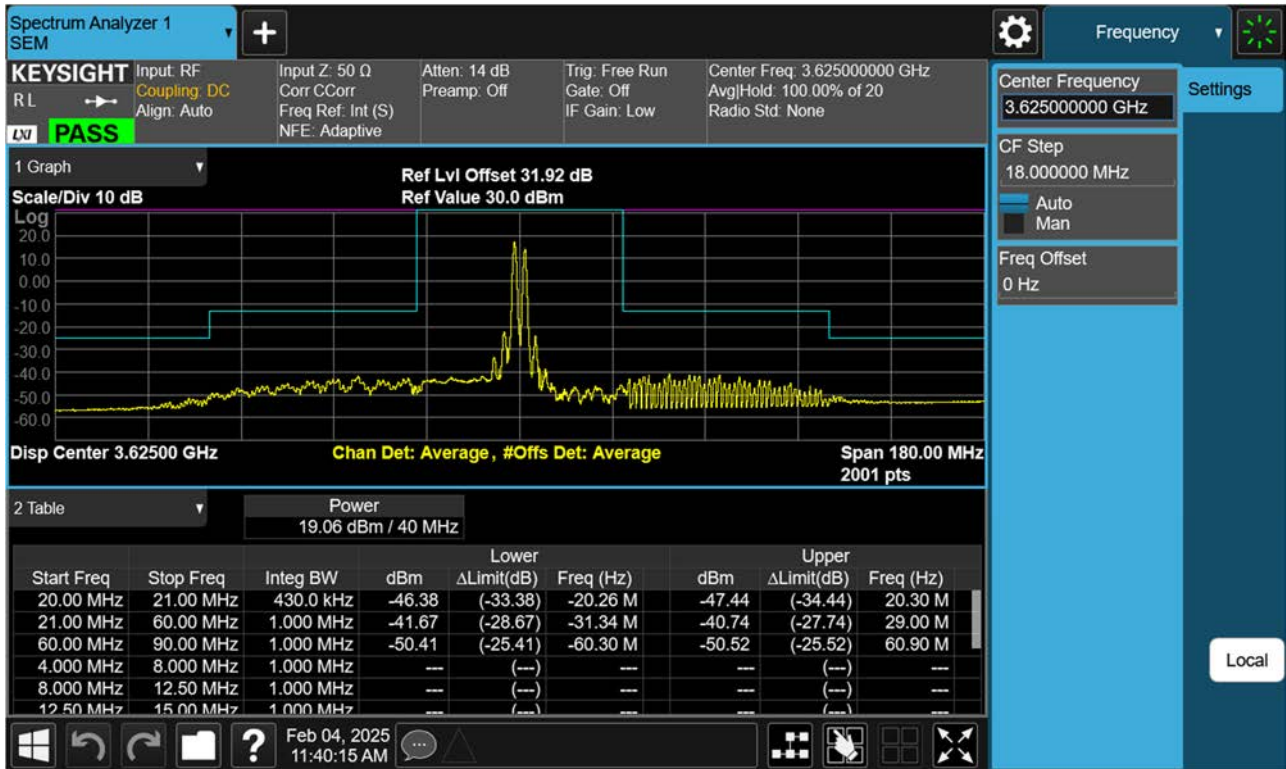 Spectrum Analyzer 1
SEM
+
Frequency
KEYSIGHT
R L
LXI
PASS
Input: RF
Coupling: DC
Align: Auto
Input Z: 50 Ω
Corr CCorr
Freq Ref: Int (S)
NFE: Adaptive
Atten: 14 dB
Preamp: Off
Trig: Free Run
Gate: Off
IF Gain: Low
Center Freq: 3.625000000 GHz
Avg|Hold: 100.00% of 20
Radio Std: None
Center Frequency
3.625000000 GHz
Settings
CF Step
18.000000 MHz
Auto
Man
Freq Offset
0 Hz
1 Graph
Scale/Div 10 dB
Ref Lvl Offset 31.92 dB
Ref Value 30.0 dBm
Log
20.0
10.0
0.00
-10.0
-20.0
-30.0
-40.0
-50.0
-60.0
Disp Center 3.62500 GHz
Chan Det: Average , #Offs Det: Average
Span 180.00 MHz
2001 pts
2 Table
Power
19.06 dBm / 40 MHz
Lower Upper
Start Freq Stop Freq Integ BW dBm ΔLimit(dB) Freq (Hz) dBm ΔLimit(dB) Freq (Hz)
20.00 MHz 21.00 MHz 430.0 kHz -46.38 (-33.38) -20.26 M -47.44 (-34.44) 20.30 M
21.00 MHz 60.00 MHz 1.000 MHz -41.67 (-28.67) -31.34 M -40.74 (-27.74) 29.00 M
60.00 MHz 90.00 MHz 1.000 MHz -50.41 (-25.41) -60.30 M -50.52 (-25.52) 60.90 M
4.000 MHz 8.000 MHz 1.000 MHz --- (---) --- --- (---) ---
8.000 MHz 12.50 MHz 1.000 MHz --- (---) --- --- (---) ---
12.50 MHz 15.00 MHz 1.000 MHz --- (---) --- --- (---) ---
Local
?
Feb 04, 2025
11:40:15 AM